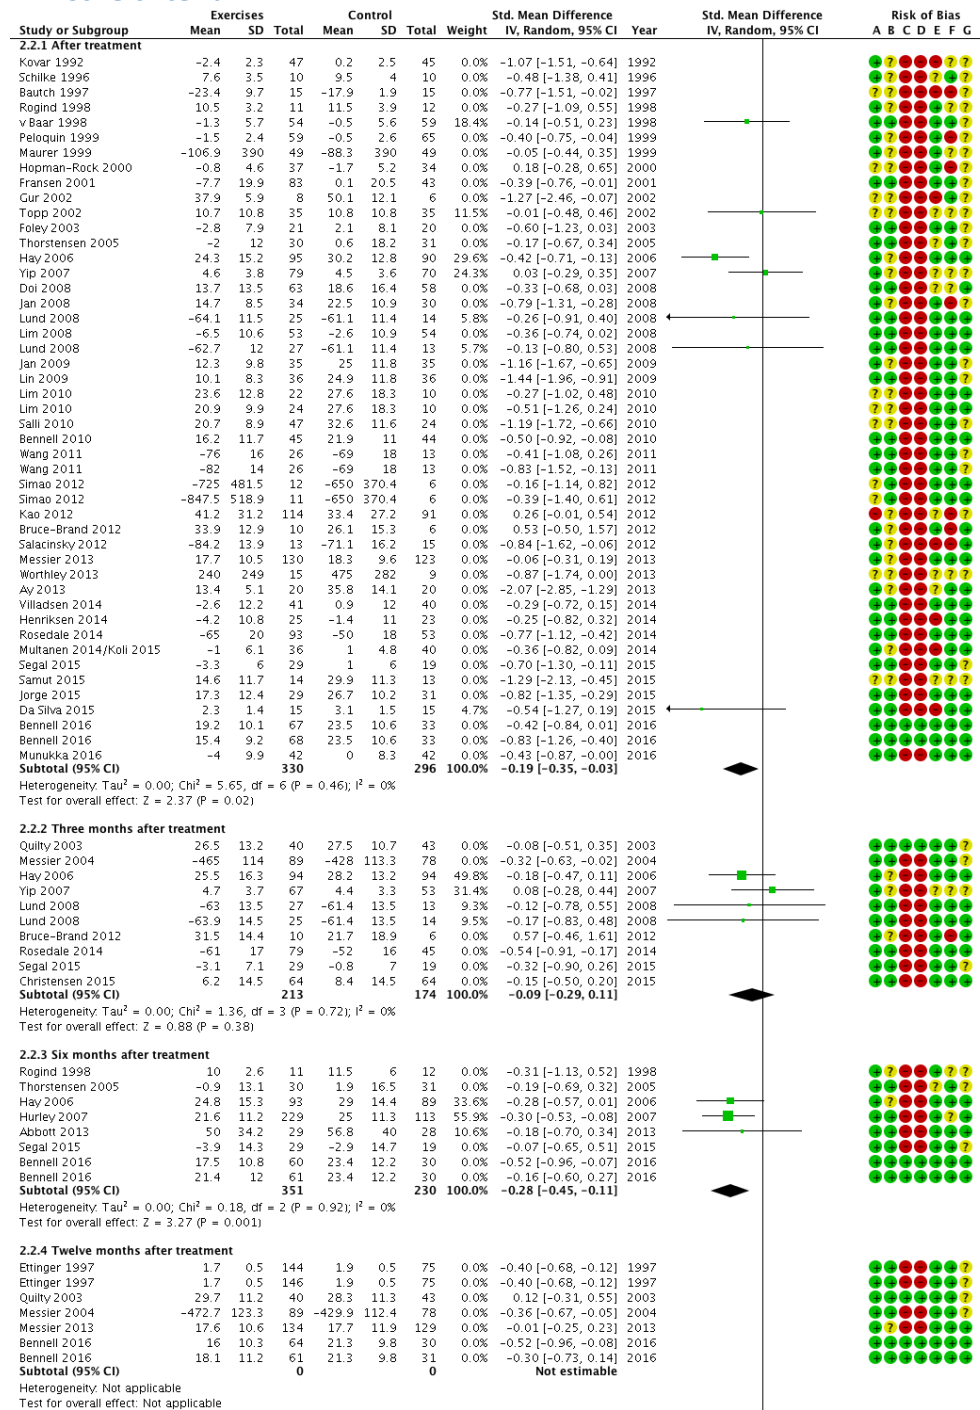 Exercises Control Std. Mean Difference Std. Mean Difference Risk of Bias
Study or Subgroup Mean SD Total Mean SD Total Weight IV, Random, 95% CI Year IV, Random, 95% CI A B C D E F G
2.2.1 After treatment
Kovar 1992 -2.4 2.3 47 0.2 2.5 45 0.0% -1.07 [-1.51, -0.64] 1992
Schilke 1996 7.6 3.5 10 9.5 4 10 0.0% -0.48 [-1.38, 0.41] 1996
Bautch 1997 -23.4 9.7 15 -17.9 1.9 15 0.0% -0.77 [-1.51, -0.02] 1997
Rogind 1998 10.5 3.2 11 11.5 3.9 12 0.0% -0.27 [-1.09, 0.55] 1998
v Baar 1998 -1.3 5.7 54 -0.5 5.6 59 18.4% -0.14 [-0.51, 0.23] 1998
Peloquin 1999 -1.5 2.4 59 -0.5 2.6 65 0.0% -0.40 [-0.75, -0.04] 1999
Maurer 1999 -106.9 390 49 -88.3 390 49 0.0% -0.05 [-0.44, 0.35] 1999
Hopman-Rock 2000 -0.8 4.6 37 -1.7 5.2 34 0.0% 0.18 [-0.28, 0.65] 2000
Fransen 2001 -7.7 19.9 83 0.1 20.5 43 0.0% -0.39 [-0.76, -0.01] 2001
Gur 2002 37.9 5.9 8 50.1 12.1 6 0.0% -1.27 [-2.46, -0.07] 2002
Topp 2002 10.7 10.8 35 10.8 10.8 35 11.5% -0.01 [-0.48, 0.46] 2002
Foley 2003 -2.8 7.9 21 2.1 8.1 20 0.0% -0.60 [-1.23, 0.03] 2003
Thorstensen 2005 -2 12 30 0.6 18.2 31 0.0% -0.17 [-0.67, 0.34] 2005
Hay 2006 24.3 15.2 95 30.2 12.8 90 29.6% -0.42 [-0.71, -0.13] 2006
Yip 2007 4.6 3.8 79 4.5 3.6 70 24.3% 0.03 [-0.29, 0.35] 2007
Doi 2008 13.7 13.5 63 18.6 16.4 58 0.0% -0.33 [-0.68, 0.03] 2008
Jan 2008 14.7 8.5 34 22.5 10.9 30 0.0% -0.79 [-1.31, -0.28] 2008
Lund 2008 -64.1 11.5 25 -61.1 11.4 14 5.8% -0.26 [-0.91, 0.40] 2008
Lim 2008 -6.5 10.6 53 -2.6 10.9 54 0.0% -0.36 [-0.74, 0.02] 2008
Lund 2008 -62.7 12 27 -61.1 11.4 13 5.7% -0.13 [-0.80, 0.53] 2008
Jan 2009 12.3 9.8 35 25 11.8 35 0.0% -1.16 [-1.67, -0.65] 2009
Lin 2009 10.1 8.3 36 24.9 11.8 36 0.0% -1.44 [-1.96, -0.91] 2009
Lim 2010 23.6 12.8 22 27.6 18.3 10 0.0% -0.27 [-1.02, 0.48] 2010
Lim 2010 20.9 9.9 24 27.6 18.3 10 0.0% -0.51 [-1.26, 0.24] 2010
Salli 2010 20.7 8.9 47 32.6 11.6 24 0.0% -1.19 [-1.72, -0.66] 2010
Bennell 2010 16.2 11.7 45 21.9 11 44 0.0% -0.50 [-0.92, -0.08] 2010
Wang 2011 -76 16 26 -69 18 13 0.0% -0.41 [-1.08, 0.26] 2011
Wang 2011 -82 14 26 -69 18 13 0.0% -0.83 [-1.52, -0.13] 2011
Simao 2012 -725 481.5 12 -650 370.4 6 0.0% -0.16 [-1.14, 0.82] 2012
Simao 2012 -847.5 518.9 11 -650 370.4 6 0.0% -0.39 [-1.40, 0.61] 2012
Kao 2012 41.2 31.2 114 33.4 27.2 91 0.0% 0.26 [-0.01, 0.54] 2012
Bruce-Brand 2012 33.9 12.9 10 26.1 15.3 6 0.0% 0.53 [-0.50, 1.57] 2012
Salacinsky 2012 -84.2 13.9 13 -71.1 16.2 15 0.0% -0.84 [-1.62, -0.06] 2012
Messier 2013 17.7 10.5 130 18.3 9.6 123 0.0% -0.06 [-0.31, 0.19] 2013
Worthley 2013 240 249 15 475 282 9 0.0% -0.87 [-1.74, 0.00] 2013
Ay 2013 13.4 5.1 20 35.8 14.1 20 0.0% -2.07 [-2.85, -1.29] 2013
Villadsen 2014 -2.6 12.2 41 0.9 12 40 0.0% -0.29 [-0.72, 0.15] 2014
Henriksen 2014 -4.2 10.8 25 -1.4 11 23 0.0% -0.25 [-0.82, 0.32] 2014
Rosedale 2014 -65 20 93 -50 18 53 0.0% -0.77 [-1.12, -0.42] 2014
Multanen 2014/Koli 2015 -1 6.1 36 1 4.8 40 0.0% -0.36 [-0.82, 0.09] 2014
Segal 2015 -3.3 6 29 1 6 19 0.0% -0.70 [-1.30, -0.11] 2015
Samut 2015 14.6 11.7 14 29.9 11.3 13 0.0% -1.29 [-2.13, -0.45] 2015
Jorge 2015 17.3 12.4 29 26.7 10.2 31 0.0% -0.82 [-1.35, -0.29] 2015
Da Silva 2015 2.3 1.4 15 3.1 1.5 15 4.7% -0.54 [-1.27, 0.19] 2015
Bennell 2016 19.2 10.1 67 23.5 10.6 33 0.0% -0.42 [-0.84, 0.01] 2016
Bennell 2016 15.4 9.2 68 23.5 10.6 33 0.0% -0.83 [-1.26, -0.40] 2016
Munukka 2016 -4 9.9 42 0 8.3 42 0.0% -0.43 [-0.87, -0.00] 2016
Subtotal (95% CI) 330 296 100.0% -0.19 [-0.35, -0.03]
Heterogeneity: Tau² = 0.00; Chi² = 5.65, df = 6 (P = 0.46); I² = 0%
Test for overall effect: Z = 2.37 (P = 0.02)
2.2.2 Three months after treatment
Quilty 2003 26.5 13.2 40 27.5 10.7 43 0.0% -0.08 [-0.51, 0.35] 2003
Messier 2004 -465 114 89 -428 113.3 78 0.0% -0.32 [-0.63, -0.02] 2004
Hay 2006 25.5 16.3 94 28.2 13.2 94 49.8% -0.18 [-0.47, 0.11] 2006
Yip 2007 4.7 3.7 67 4.4 3.3 53 31.4% 0.08 [-0.28, 0.44] 2007
Lund 2008 -63 13.5 27 -61.4 13.5 13 9.3% -0.12 [-0.78, 0.55] 2008
Lund 2008 -63.9 14.5 25 -61.4 13.5 14 9.5% -0.17 [-0.83, 0.48] 2008
Bruce-Brand 2012 31.5 14.4 10 21.7 18.9 6 0.0% 0.57 [-0.46, 1.61] 2012
Rosedale 2014 -61 17 79 -52 16 45 0.0% -0.54 [-0.91, -0.17] 2014
Segal 2015 -3.1 7.1 29 -0.8 7 19 0.0% -0.32 [-0.90, 0.26] 2015
Christensen 2015 6.2 14.5 64 8.4 14.5 64 0.0% -0.15 [-0.50, 0.20] 2015
Subtotal (95% CI) 213 174 100.0% -0.09 [-0.29, 0.11]
Heterogeneity: Tau² = 0.00; Chi² = 1.36, df = 3 (P = 0.72); I² = 0%
Test for overall effect: Z = 0.88 (P = 0.38)
2.2.3 Six months after treatment
Rogind 1998 10 2.6 11 11.5 6 12 0.0% -0.31 [-1.13, 0.52] 1998
Thorstensen 2005 -0.9 13.1 30 1.9 16.5 31 0.0% -0.19 [-0.69, 0.32] 2005
Hay 2006 24.8 15.3 93 29 14.4 89 33.6% -0.28 [-0.57, 0.01] 2006
Hurley 2007 21.6 11.2 229 25 11.3 113 55.9% -0.30 [-0.53, -0.08] 2007
Abbott 2013 50 34.2 29 56.8 40 28 10.6% -0.18 [-0.70, 0.34] 2013
Segal 2015 -3.9 14.3 29 -2.9 14.7 19 0.0% -0.07 [-0.65, 0.51] 2015
Bennell 2016 17.5 10.8 60 23.4 12.2 30 0.0% -0.52 [-0.96, -0.07] 2016
Bennell 2016 21.4 12 61 23.4 12.2 30 0.0% -0.16 [-0.60, 0.27] 2016
Subtotal (95% CI) 351 230 100.0% -0.28 [-0.45, -0.11]
Heterogeneity: Tau² = 0.00; Chi² = 0.18, df = 2 (P = 0.92); I² = 0%
Test for overall effect: Z = 3.27 (P = 0.001)
2.2.4 Twelve months after treatment
Ettinger 1997 1.7 0.5 144 1.9 0.5 75 0.0% -0.40 [-0.68, -0.12] 1997
Ettinger 1997 1.7 0.5 146 1.9 0.5 75 0.0% -0.40 [-0.68, -0.12] 1997
Quilty 2003 29.7 11.2 40 28.3 11.3 43 0.0% 0.12 [-0.31, 0.55] 2003
Messier 2004 -472.7 123.3 89 -429.9 112.4 78 0.0% -0.36 [-0.67, -0.05] 2004
Messier 2013 17.6 10.6 134 17.7 11.9 129 0.0% -0.01 [-0.25, 0.23] 2013
Bennell 2016 16 10.3 64 21.3 9.8 30 0.0% -0.52 [-0.96, -0.08] 2016
Bennell 2016 18.1 11.2 61 21.3 9.8 31 0.0% -0.30 [-0.73, 0.14] 2016
Subtotal (95% CI) 0 0 Not estimable
Heterogeneity: Not applicable
Test for overall effect: Not applicable